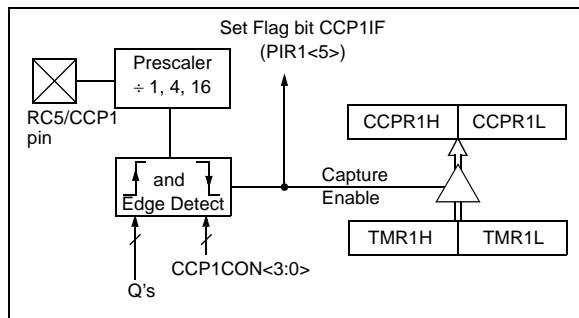 Set Flag bit CCP1IF
(PIR1<5>)
Prescaler
÷ 1, 4, 16
RC5/CCP1
pin
CCPR1H
CCPR1L
and
Edge Detect
Capture
Enable
TMR1H
TMR1L
CCP1CON<3:0>
Q's